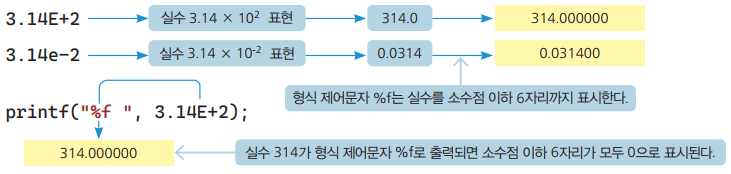 3.14E+2 실수 3.14 × 10² 표현 314.0 314.000000
3.14e-2 실수 3.14 × 10⁻² 표현 0.0314 0.031400
형식 제어문자 %f는 실수를 소수점 이하 6자리까지 표시한다.
printf("%f ", 3.14E+2);
314.000000 실수 314가 형식 제어문자 %f로 출력되면 소수점 이하 6자리가 모두 0으로 표시된다.